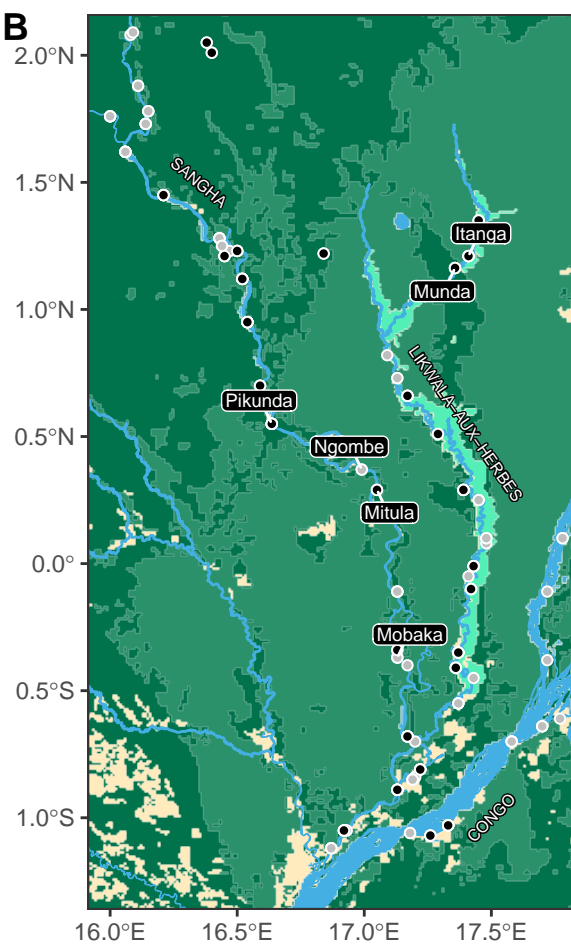 B
2.0°N
SANGHA
1.5°N
Itanga
Munda
1.0°N
LIKWALA-AUX-HERBES
Pikunda
0.5°N
Ngombe
Mitula
0.0°
Mobaka
0.5°S
1.0°S
CONGO
16.0°E
16.5°E
17.0°E
17.5°E